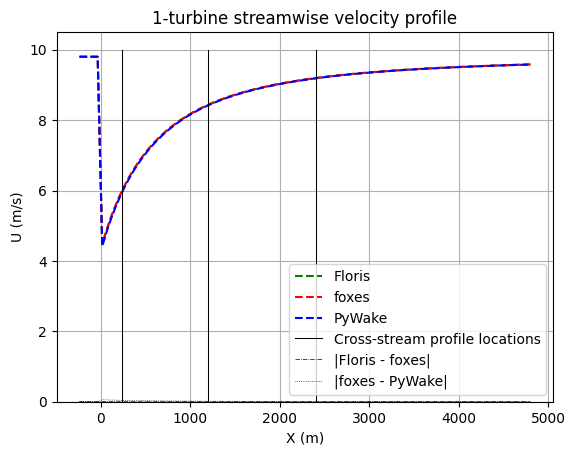 1-turbine streamwise velocity profile
U (m/s)
10
8
6
4
2
0
Floris
foxes
PyWake
Cross-stream profile locations
|Floris - foxes|
|foxes - PyWake|
0 1000 2000 3000 4000 5000
X (m)